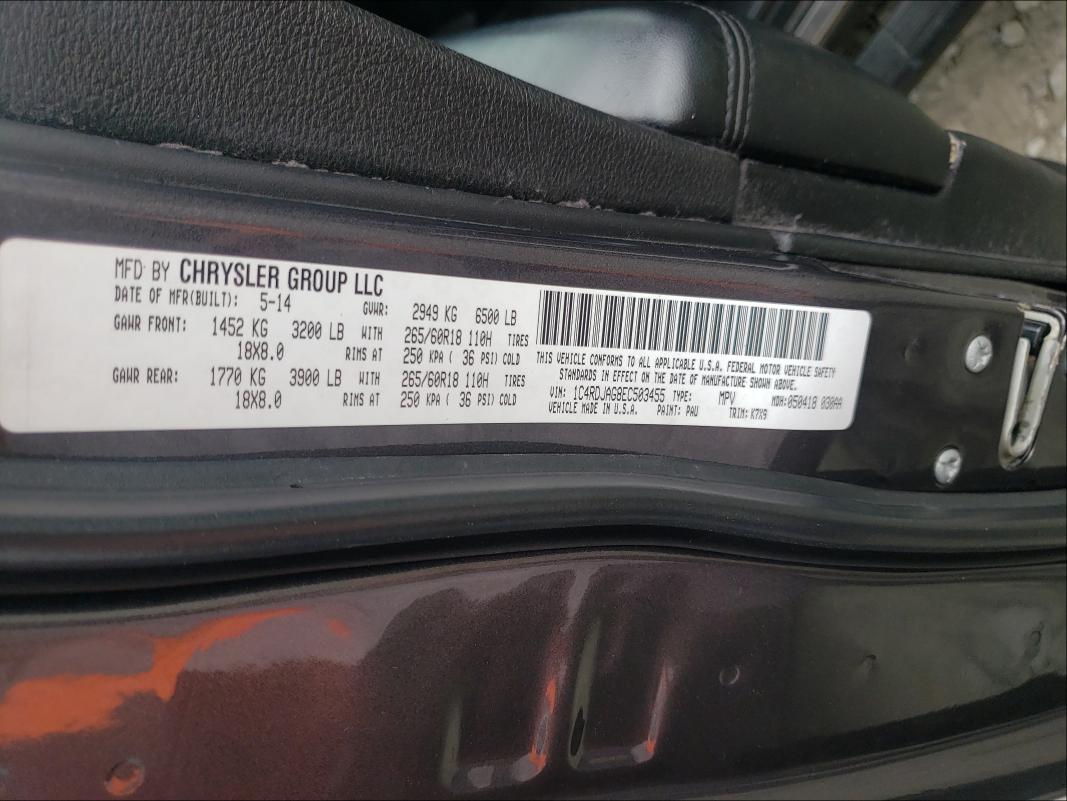 MFD BY CHRYSLER GROUP LLC
DATE OF MFR(BUILT): 5-14 GVWR: 2949 KG 6500 LB
GAWR FRONT: 1452 KG 3200 LB WITH 265/60R18 110H TIRES
18X8.0 RIMS AT 250 KPA ( 36 PSI) COLD
GAWR REAR: 1770 KG 3900 LB WITH 265/60R18 110H TIRES
18X8.0 RIMS AT 250 KPA ( 36 PSI) COLD
THIS VEHICLE CONFORMS TO ALL APPLICABLE U.S.A. FEDERAL MOTOR VEHICLE SAFETY
STANDARDS IN EFFECT ON THE DATE OF MANUFACTURE SHOWN ABOVE.
VIN: 1C4RDJAG8EC503455 TYPE: MPV MDH: 050418 030AA
VEHICLE MADE IN U.S.A. PAINT: PAU TRIM: K7X9